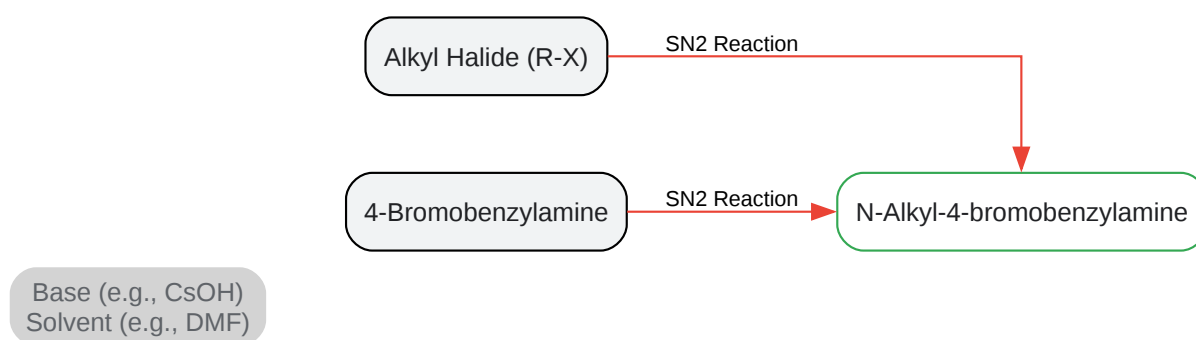 SN2 Reaction
Alkyl Halide (R-X)
SN2 Reaction
4-Bromobenzylamine
N-Alkyl-4-bromobenzylamine
Base (e.g., CsOH)
Solvent (e.g., DMF)